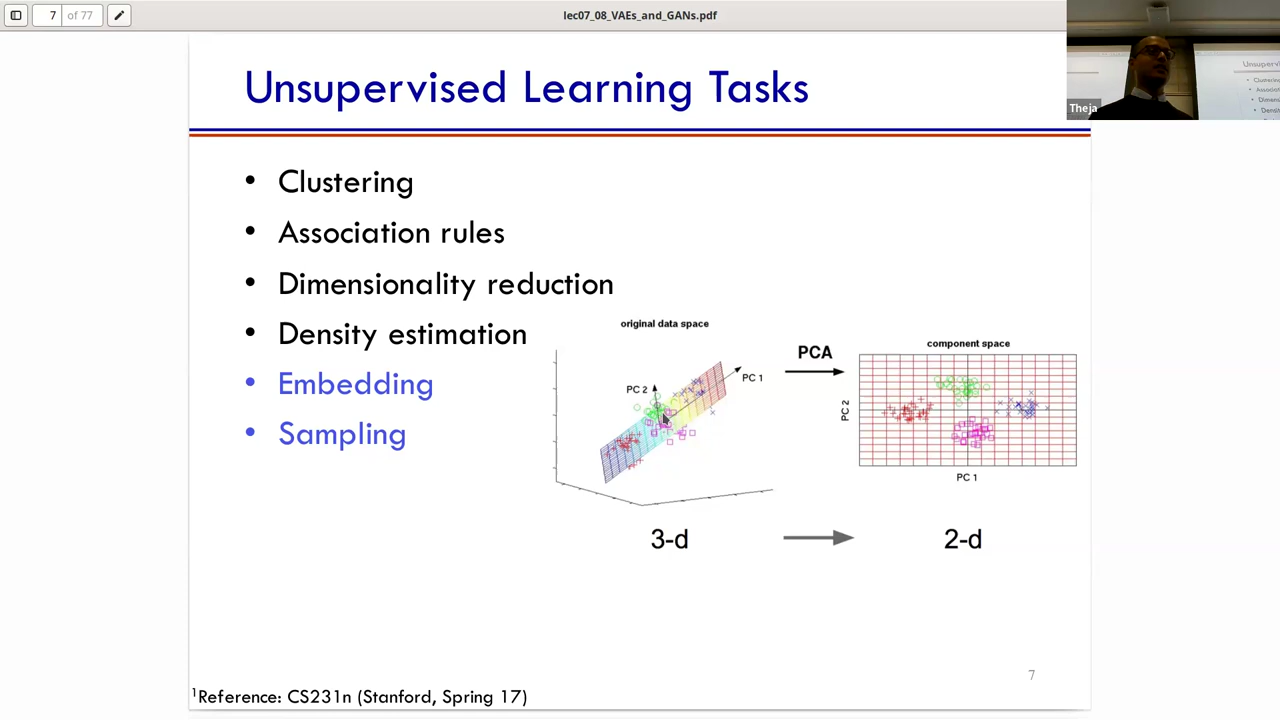 7 of 77
lec07_08_VAEs_and_GANs.pdf
Theja
Unsupervised Learning Tasks
• Clustering
• Association rules
• Dimensionality reduction
• Density estimation
• Embedding
• Sampling
original data space
PC 2
PC 1
PCA
component space
PC 2
PC 1
3-d
2-d
7
1Reference: CS231n (Stanford, Spring 17)